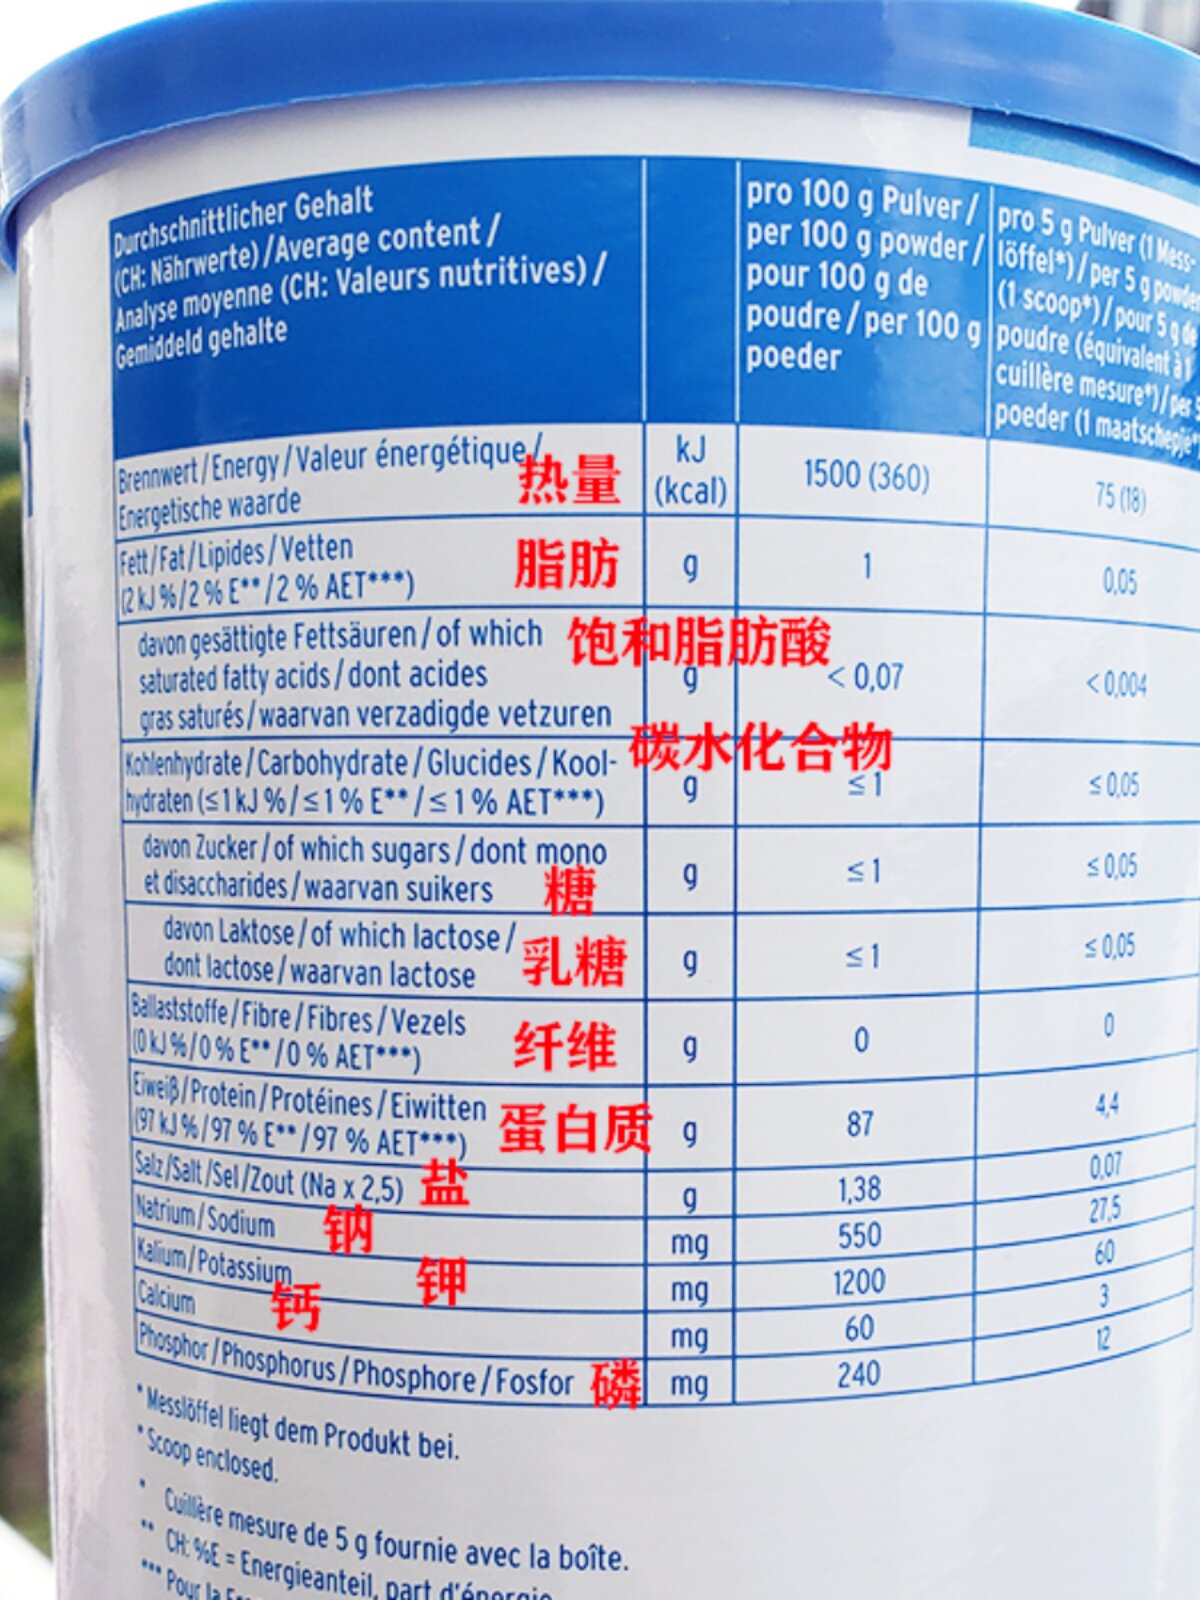 Durchschnittlicher Gehalt
(CH: Nährwerte) / Average content /
Analyse moyenne (CH: Valeurs nutritives) /
Gemiddeld gehalte
pro 100 g Pulver /
per 100 g powder /
pour 100 g de
poudre / per 100 g
poeder
pro 5 g Pulver (1 Mess-
löffel*) / per 5 g powder
(1 scoop*) / pour 5 g de
poudre (équivalent à 1
cuillère mesure*) / per 5
poeder (1 maatschepje*)
Brennwert / Energy / Valeur énergétique /
Energetische waarde
热量
kJ
(kcal)
1500 (360)
75 (18)
Fett / Fat / Lipides / Vetten
(2 kJ % / 2 % E** / 2 % AET***)
脂肪
g
1
0,05
davon gesättigte Fettsäuren / of which
saturated fatty acids / dont acides
gras saturés / waarvan verzadigde vetzuren
饱和脂肪酸
g
< 0,07
< 0,004
Kohlenhydrate / Carbohydrate / Glucides / Kool-
hydraten (≤ 1 kJ % / ≤ 1 % E** / ≤ 1 % AET***)
碳水化合物
g
≤ 1
≤ 0,05
davon Zucker / of which sugars / dont mono
et disaccharides / waarvan suikers
糖
g
≤ 1
≤ 0,05
davon Laktose / of which lactose /
dont lactose / waarvan lactose
乳糖
g
≤ 1
≤ 0,05
Ballaststoffe / Fibre / Fibres / Vezels
(0 kJ % / 0 % E** / 0 % AET***)
纤维
g
0
0
Eiweiß / Protein / Protéines / Eiwitten
(97 kJ % / 97 % E** / 97 % AET***)
蛋白质
g
87
4,4
Salz / Salt / Sel / Zout (Na x 2,5)
盐
g
1,38
0,07
Natrium / Sodium
钠
mg
550
27,5
Kalium / Potassium
钾
mg
1200
60
Calcium
钙
mg
60
3
Phosphor / Phosphorus / Phosphore / Fosfor
磷
mg
240
12
* Messlöffel liegt dem Produkt bei.
* Scoop enclosed.
* Cuillère mesure de 5 g fournie avec la boîte.
** CH: %E = Energieanteil, part d'énergie
*** Pour la